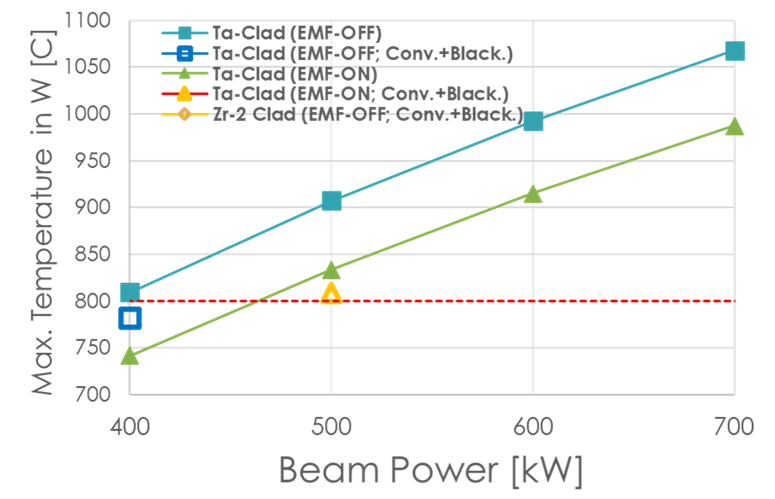 1100
1050
1000
950
900
850
800
750
700
Max. Temperature in W [C]
Ta-Clad (EMF-OFF)
Ta-Clad (EMF-OFF; Conv.+Black.)
Ta-Clad (EMF-ON)
Ta-Clad (EMF-ON; Conv.+Black.)
Zr-2 Clad (EMF-OFF; Conv.+Black.)
400 500 600 700
Beam Power [kW]